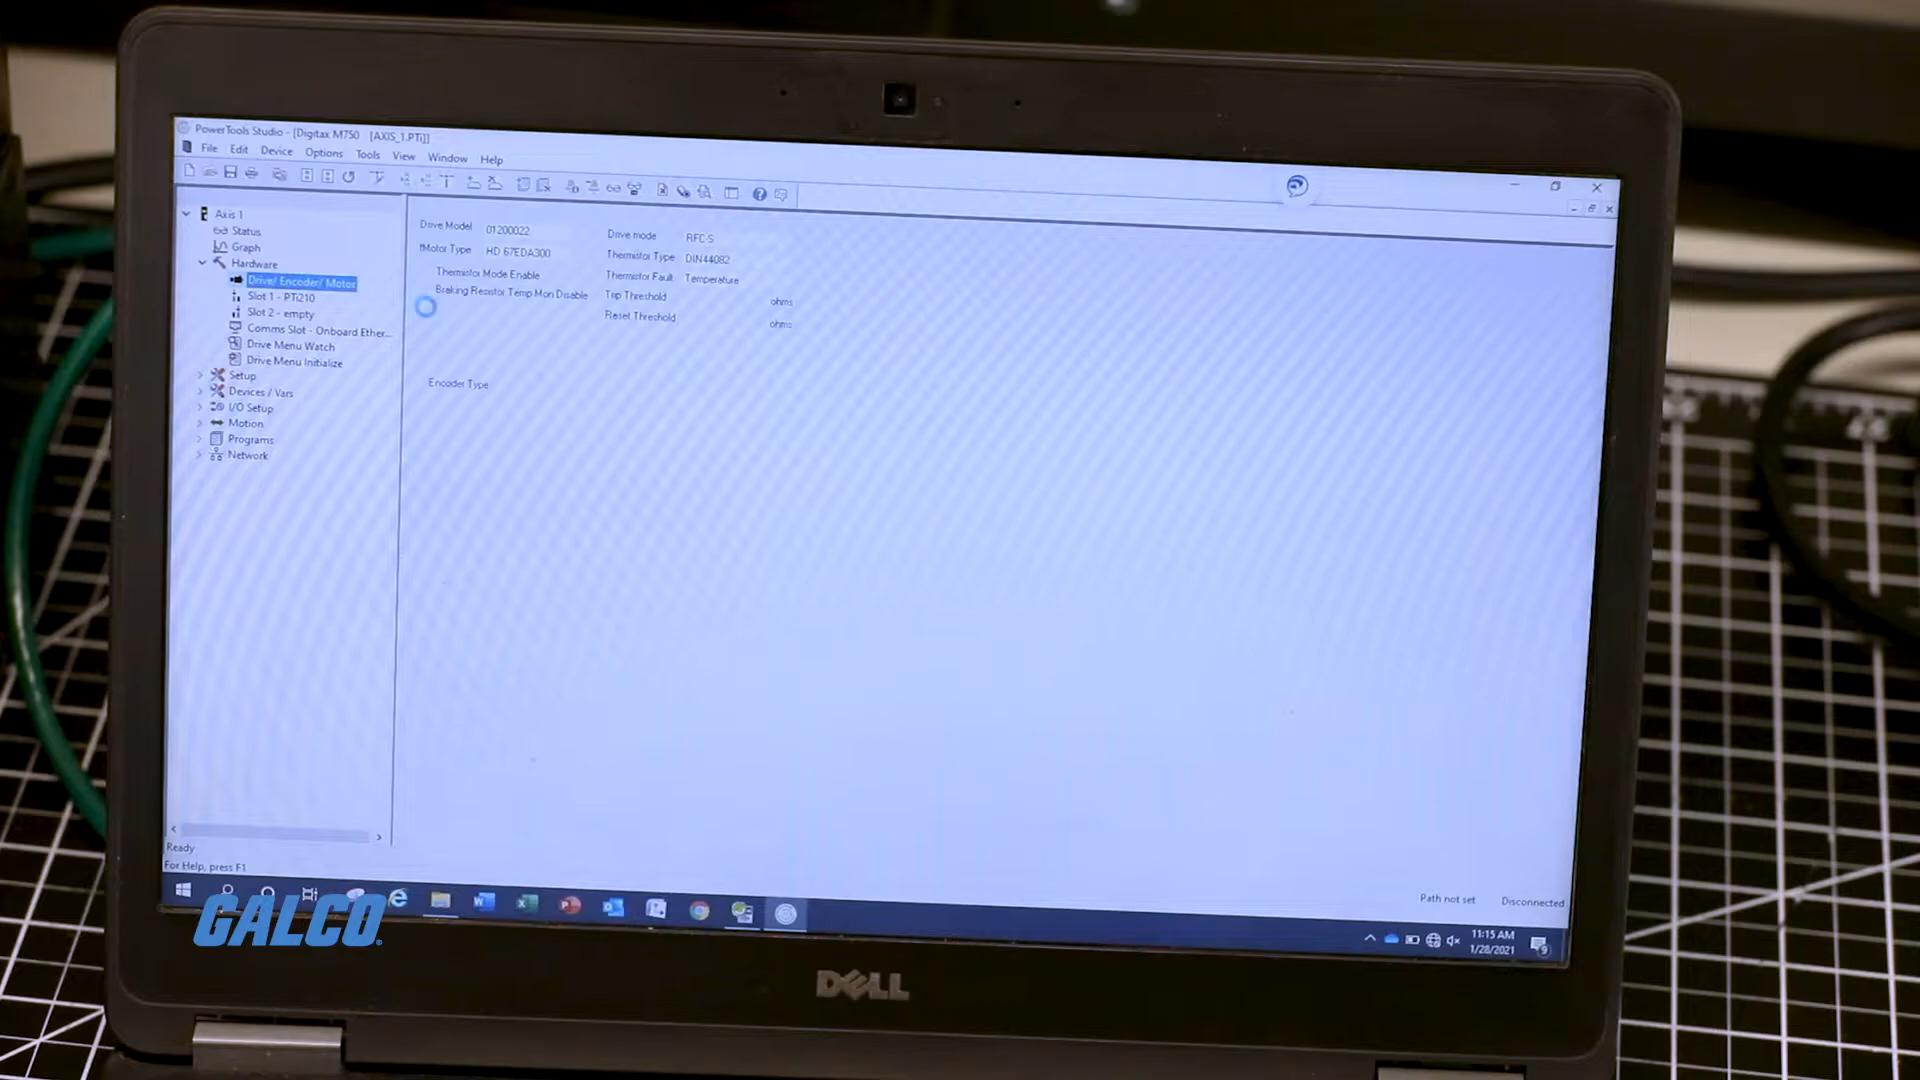 PowerTools Studio - [Digitax M750 [AXIS_1.PTi]]
File Edit Device Options Tools View Window Help
Axis 1
Status
Graph
Hardware
Drive/ Encoder/ Motor
Slot 1 - PTi210
Slot 2 - empty
Comms Slot - Onboard Ether...
Drive Menu Watch
Drive Menu Initialize
Setup
Devices / Vars
I/O Setup
Motion
Programs
Network
Drive Model 01200022
Motor Type HD 67EDA300
Thermistor Mode Enable
Braking Resistor Temp Mon Disable
Encoder Type
Drive mode RFC-S
Thermistor Type DIN44082
Thermistor Fault Temperature
Trip Threshold ohms
Reset Threshold ohms
Ready
For Help, press F1
Path not set Disconnected
11:15 AM
1/28/2021
9
GALCO
DELL